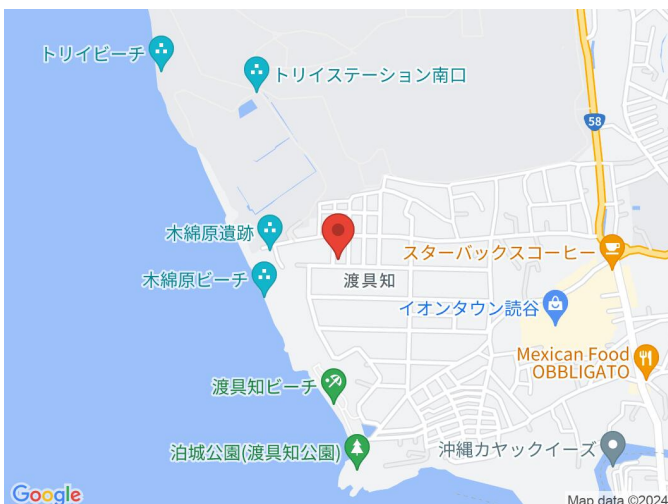 トリイビーチ
トリイステーション南口
58
木綿原遺跡
スターバックスコーヒー
木綿原ビーチ
渡具知
イオンタウン読谷
Mexican Food
OBBLIGATO
渡具知ビーチ
泊城公園(渡具知公園)
沖縄カヤックイーズ
Google
Map data ©2024